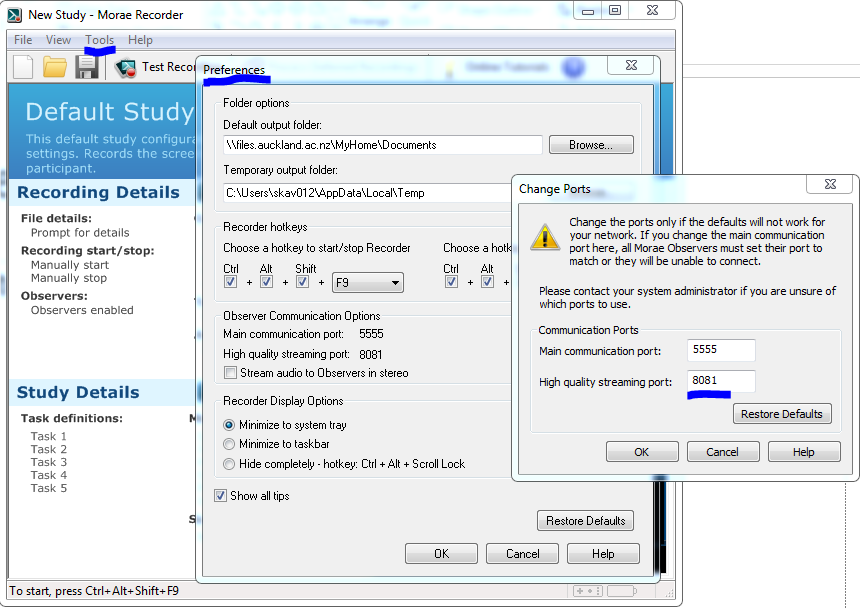 New Study - Morae Recorder
File View Tools Help
Test Reco
Default Study
This default study configura
settings. Records the scree
participant.
Recording Details
File details:
Prompt for details
Recording start/stop:
Manually start
Manually stop
Observers:
Observers enabled
Study Details
Task definitions:
Task 1
Task 2
Task 3
Task 4
Task 5
To start, press Ctrl+Alt+Shift+F9
Preferences
Folder options
Default output folder:
\\files.auckland.ac.nz\MyHome\Documents
Browse...
Temporary output folder:
C:\Users\skav012\AppData\Local\Temp
Recorder hotkeys
Choose a hotkey to start/stop Recorder
Choose a hotk
Ctrl Alt Shift
+ + + F9
Ctrl Alt
+ +
Observer Communication Options
Main communication port: 5555
High quality streaming port: 8081
Stream audio to Observers in stereo
Recorder Display Options
Minimize to system tray
Minimize to taskbar
Hide completely - hotkey: Ctrl + Alt + Scroll Lock
Show all tips
Restore Defaults
OK Cancel Help
Change Ports
Change the ports only if the defaults will not work for
your network. If you change the main communication
port here, all Morae Observers must set their port to
match or they will be unable to connect.
Please contact your system administrator if you are unsure of
which ports to use.
Communication Ports
Main communication port: 5555
High quality streaming port: 8081
Restore Defaults
OK Cancel Help